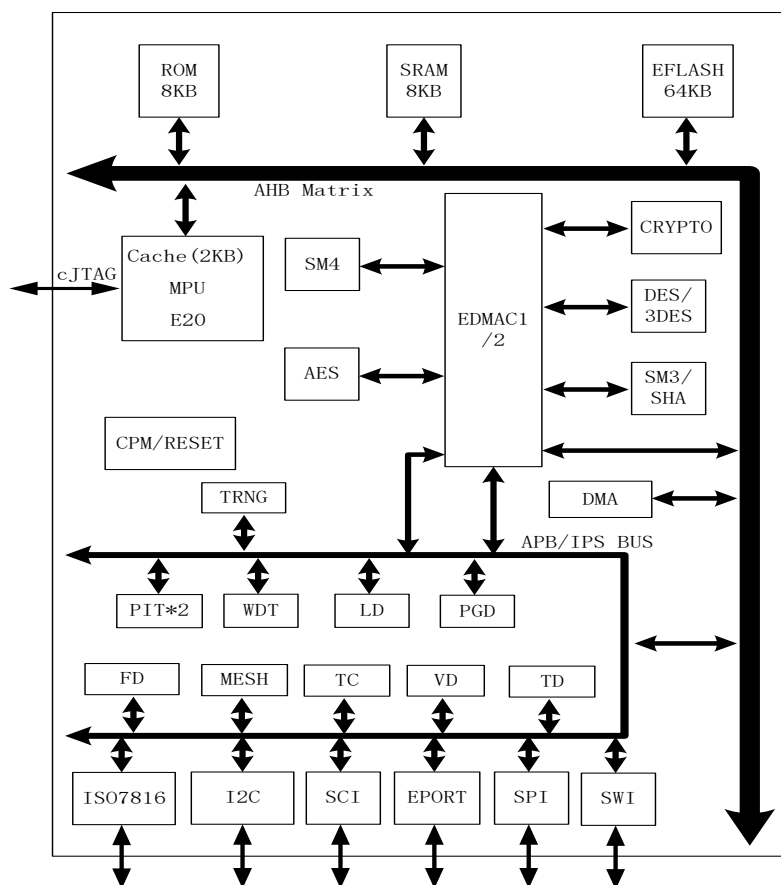 ROM
8KB
SRAM
8KB
EFLASH
64KB
AHB Matrix
Cache(2KB)
MPU
E20
cJTAG
SM4
AES
EDMAC1
/2
CRYPTO
DES/
3DES
SM3/
SHA
CPM/RESET
TRNG
DMA
APB/IPS BUS
PIT*2
WDT
LD
PGD
FD
MESH
TC
VD
TD
ISO7816
I2C
SCI
EPORT
SPI
SWI